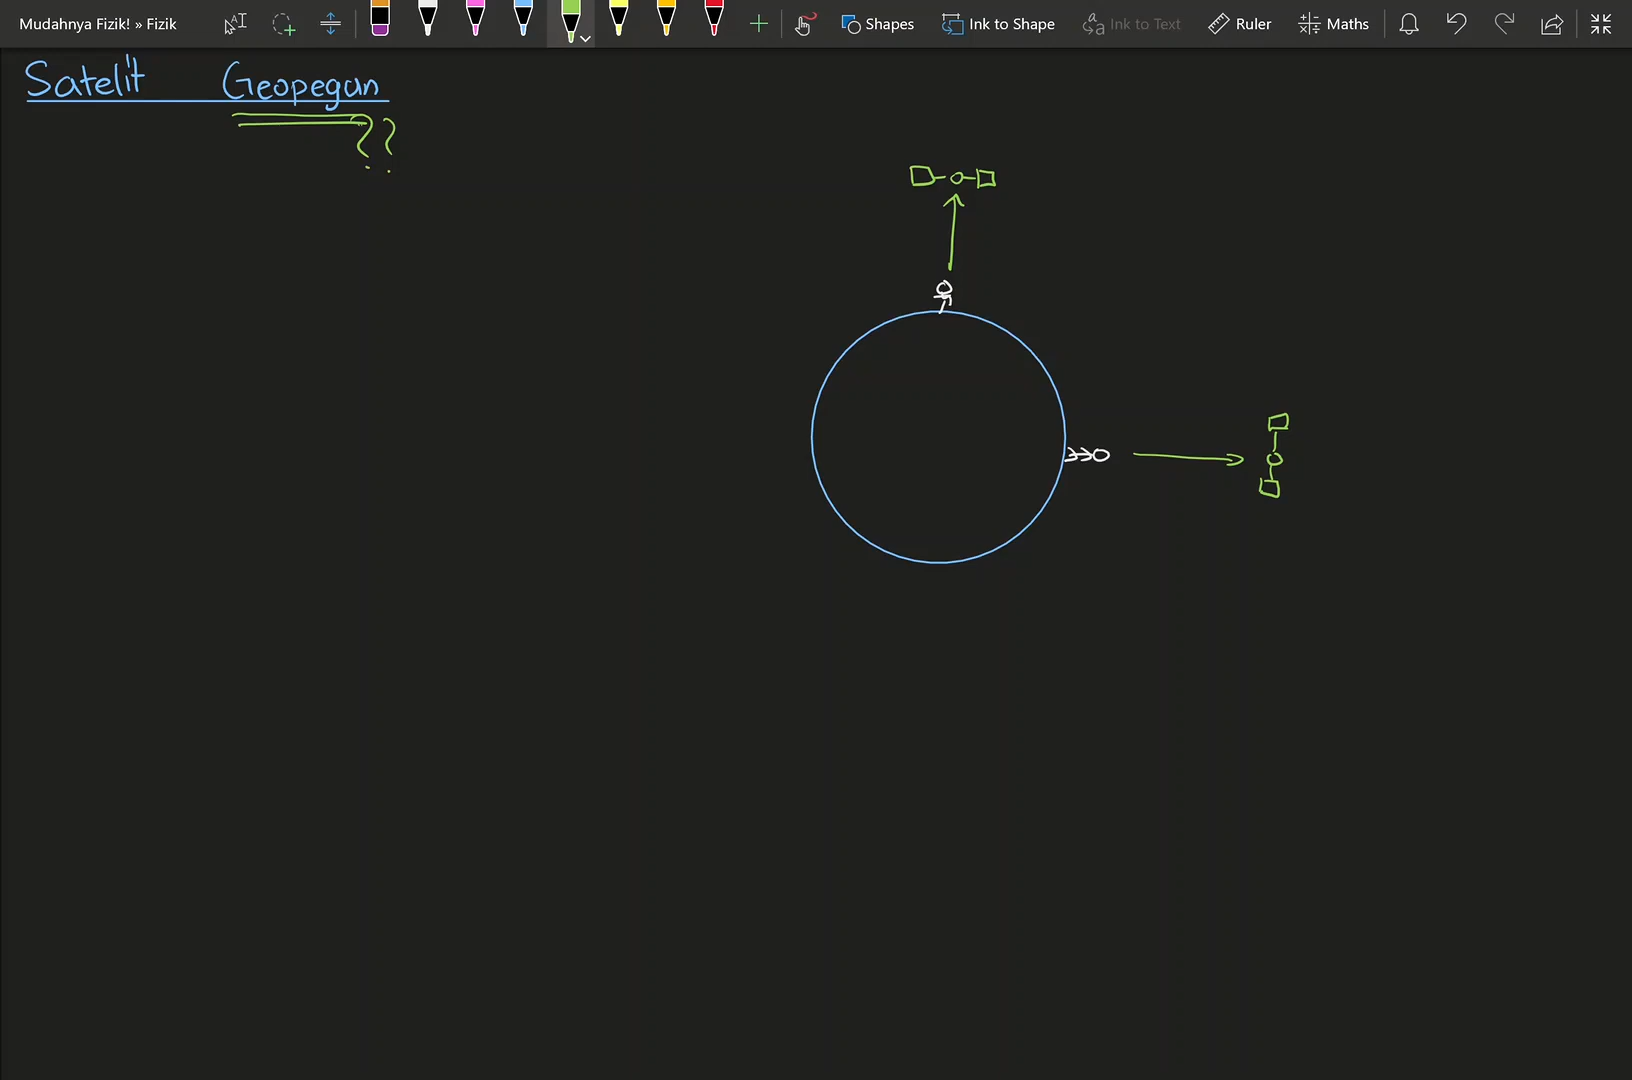 Mudahnya Fizik! » Fizik
Shapes
Ink to Shape
Ink to Text
Ruler
Maths
Satelit Geopegun
??